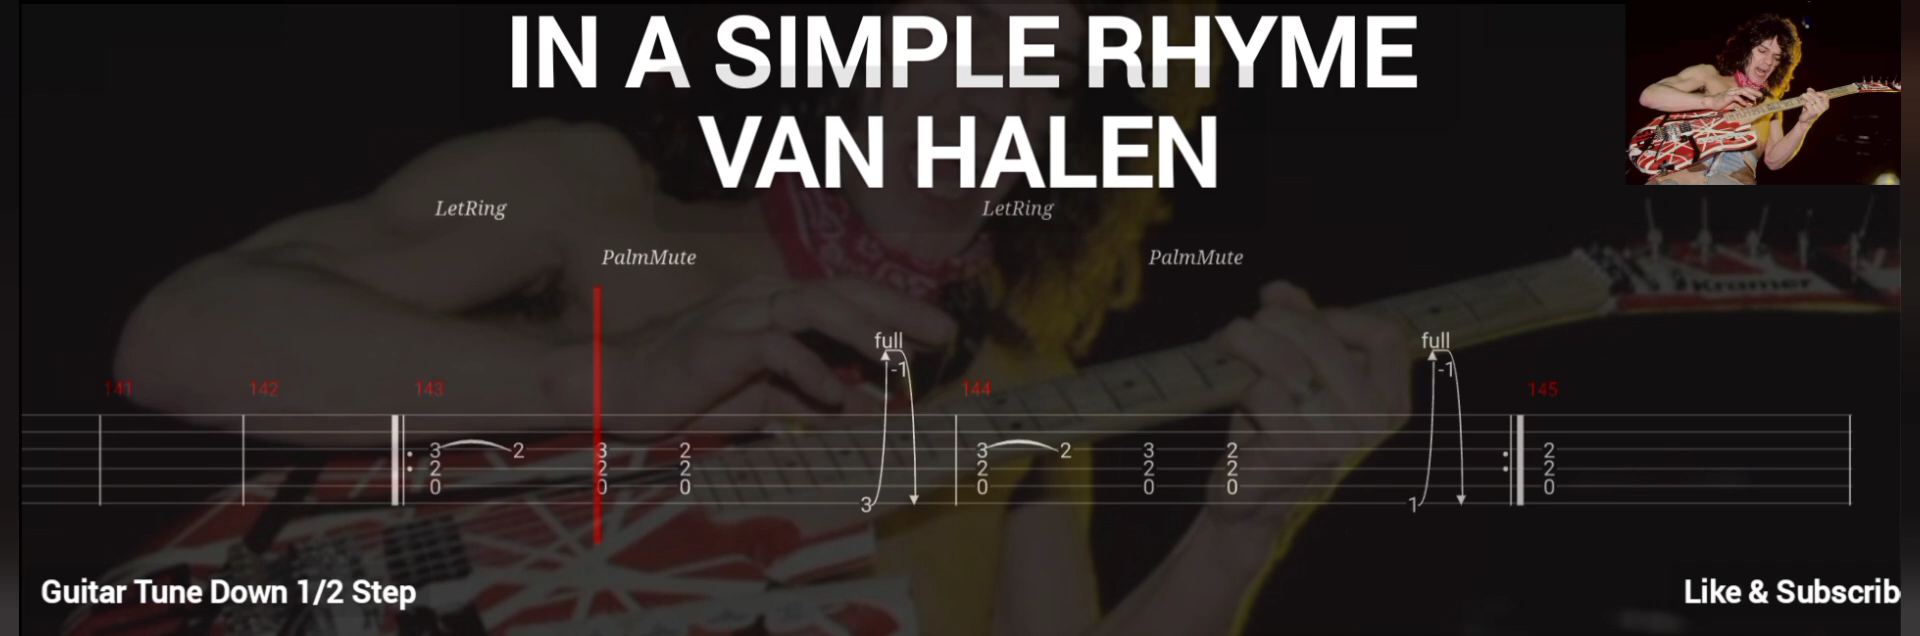 IN A SIMPLE RHYME
VAN HALEN
LetRing LetRing
PalmMute PalmMute
full full
-1 -1
141 142 143 144 145
3 2 3 2 3 2 3 2 2
2 2 2 2 2 2 2
0 0 0 0 0 0 0
3 1
Kramer
Guitar Tune Down 1/2 Step
Like & Subscrib